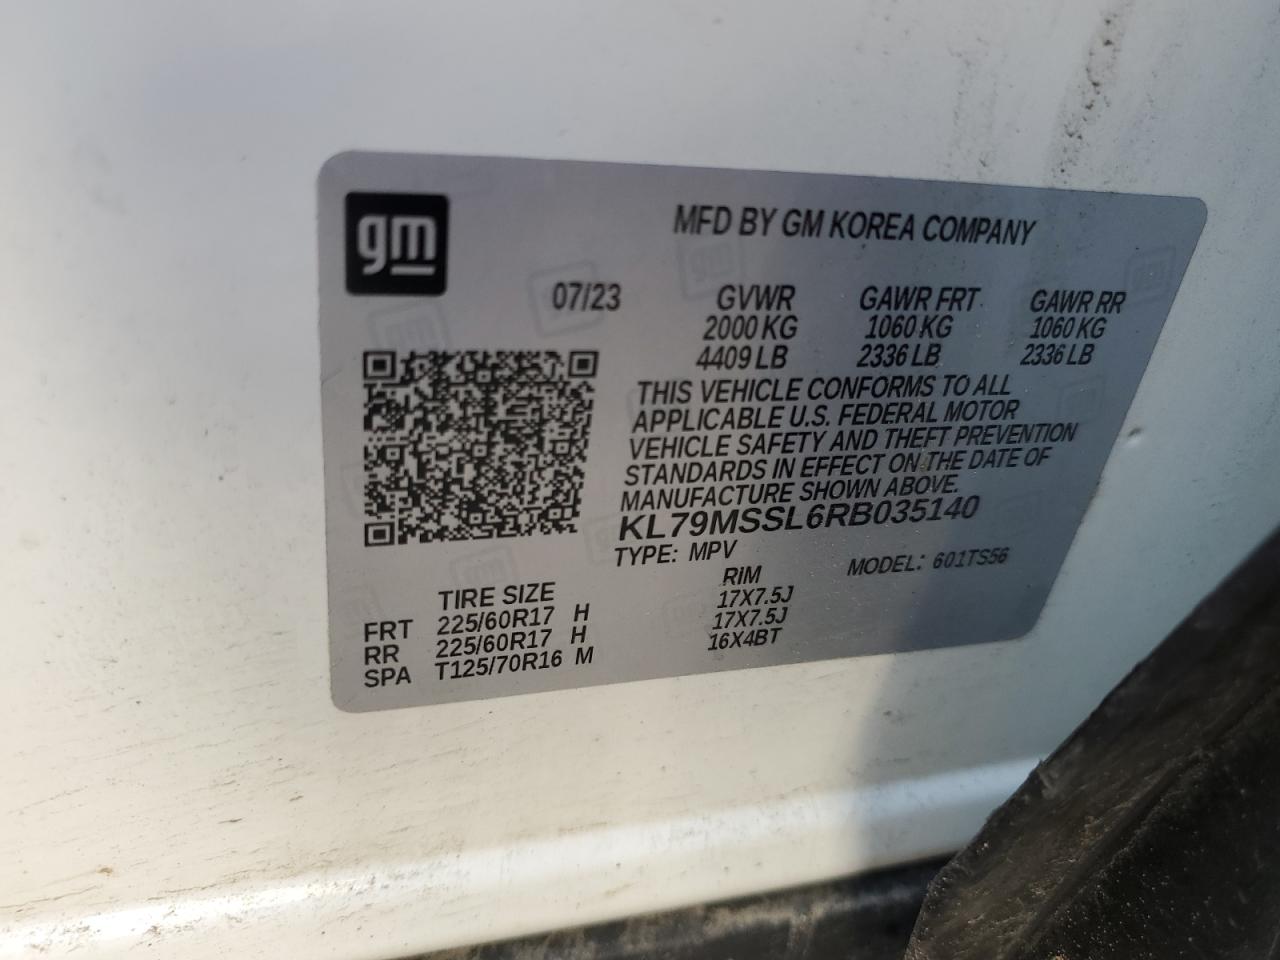 gm
MFD BY GM KOREA COMPANY
07/23 GVWR GAWR FRT GAWR RR
2000 KG 1060 KG 1060 KG
4409 LB 2336 LB 2336 LB
THIS VEHICLE CONFORMS TO ALL
APPLICABLE U.S. FEDERAL MOTOR
VEHICLE SAFETY AND THEFT PREVENTION
STANDARDS IN EFFECT ON THE DATE OF
MANUFACTURE SHOWN ABOVE.
KL79MSSL6RB035140
TYPE: MPV MODEL: 601TS56
TIRE SIZE RIM
FRT 225/60R17 H 17X7.5J
RR 225/60R17 H 17X7.5J
SPA T125/70R16 M 16X4BT